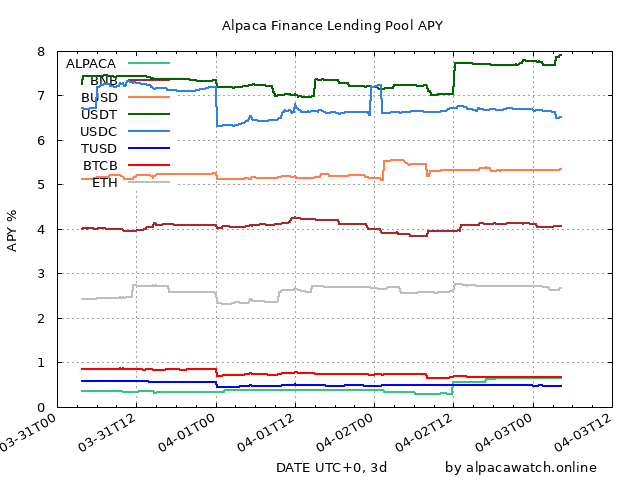 Alpaca Finance Lending Pool APY
8
7
6
5
4
3
2
1
0
APY %
ALPACA
BNB
BUSD
USDT
USDC
TUSD
BTCB
ETH
03-31T00
03-31T12
04-01T00
04-01T12
04-02T00
04-02T12
04-03T00
04-03T12
DATE UTC+0, 3d
by alpacawatch.online